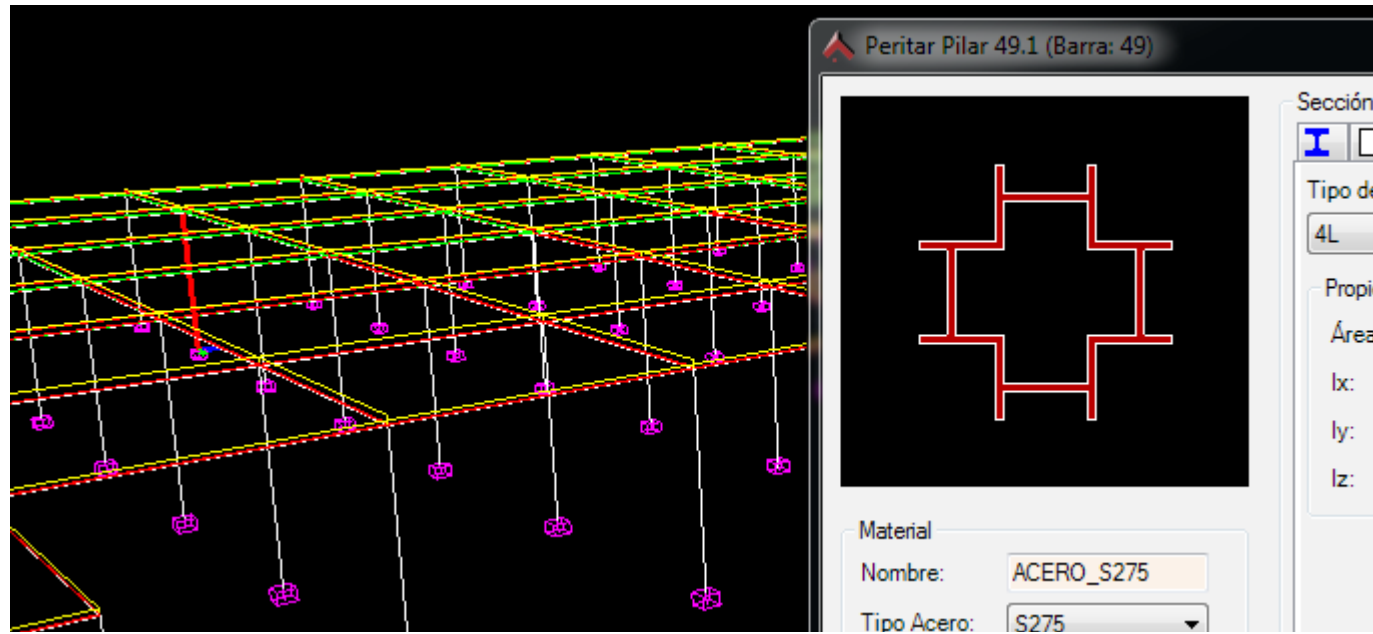 Peritar Pilar 49.1 (Barra: 49)
Sección
Tipo de
4L
Área
Ix:
Iy:
Iz:
Material
Nombre: ACERO_S275
Tipo Acero: S275